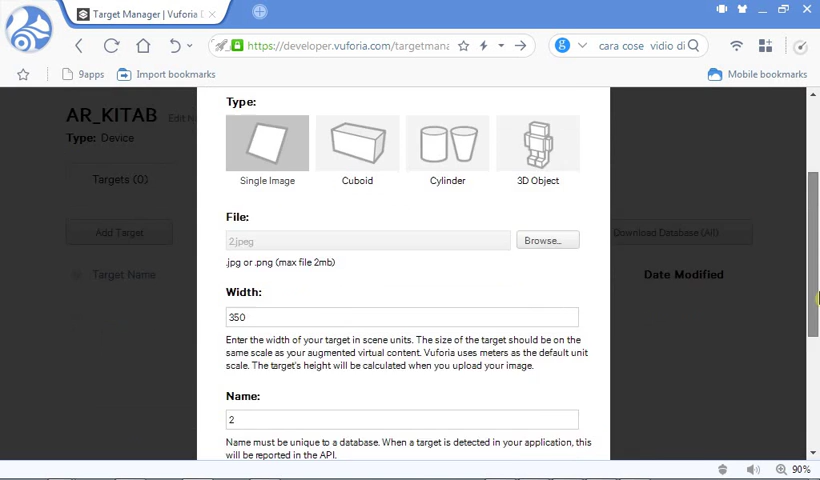 Target Manager | Vuforia
https://developer.vuforia.com/targetmana
cara cose vidio di
9apps
Import bookmarks
Mobile bookmarks
AR_KITAB
Edit N
Type: Device
Targets (0)
Add Target
Download Database (All)
Target Name
Date Modified
Type:
Single Image
Cuboid
Cylinder
3D Object
File:
2.jpeg
Browse...
.jpg or .png (max file 2mb)
Width:
350
Enter the width of your target in scene units. The size of the target should be on the
same scale as your augmented virtual content. Vuforia uses meters as the default unit
scale. The target's height will be calculated when you upload your image.
Name:
2
Name must be unique to a database. When a target is detected in your application, this
will be reported in the API.
90%